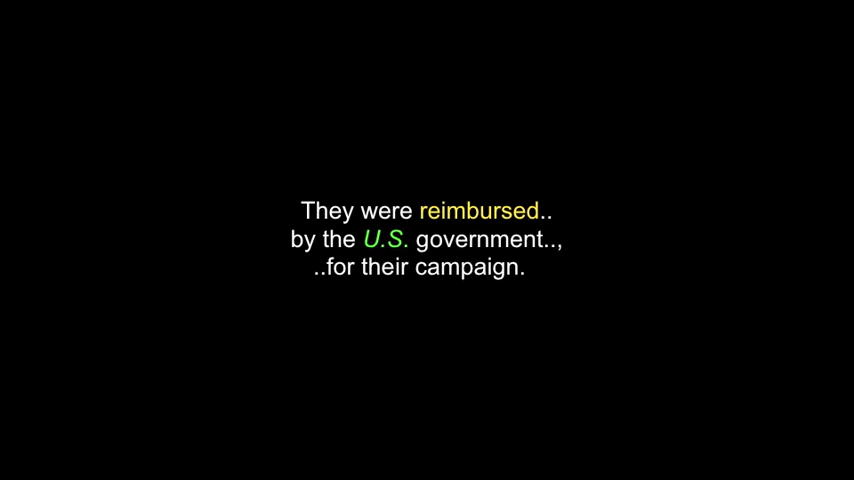 They were reimbursed..
by the U.S. government..,
..for their campaign.